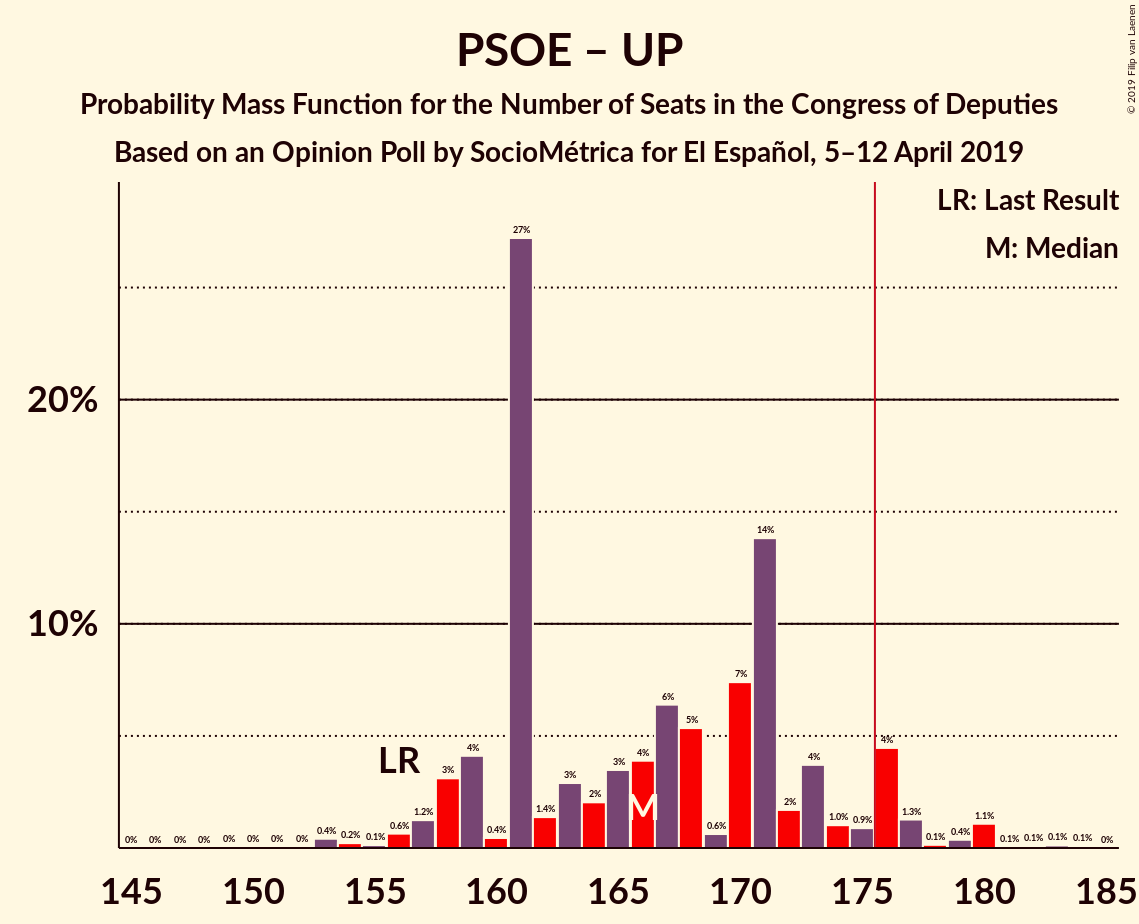 PSOE – UP
Probability Mass Function for the Number of Seats in the Congress of Deputies
Based on an Opinion Poll by SocioMétrica for El Español, 5–12 April 2019
© 2019 Filip van Laenen
LR: Last Result
M: Median
20%
10%
0% 0% 0% 0% 0% 0% 0% 0% 0.4% 0.2% 0.1% 0.6% 1.2% 3% 4% 0.4% 27% 1.4% 3% 2% 3% 4% 6% 5% 0.6% 7% 14% 2% 4% 1.0% 0.9% 4% 1.3% 0.1% 0.4% 1.1% 0.1% 0.1% 0.1% 0.1% 0%
LR
M
145 150 155 160 165 170 175 180 185